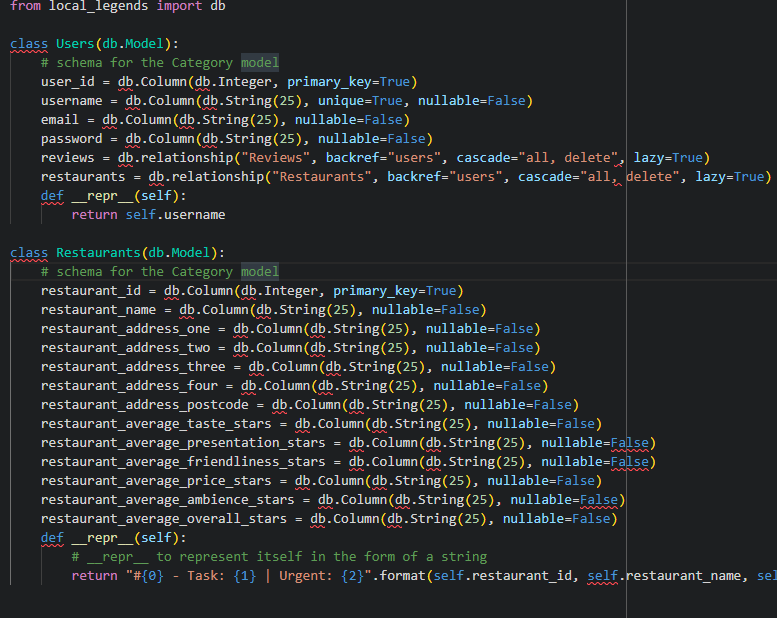 from local_legends import db
class Users(db.Model):
# schema for the Category model
user_id = db.Column(db.Integer, primary_key=True)
username = db.Column(db.String(25), unique=True, nullable=False)
email = db.Column(db.String(25), nullable=False)
password = db.Column(db.String(25), nullable=False)
reviews = db.relationship("Reviews", backref="users", cascade="all, delete", lazy=True)
restaurants = db.relationship("Restaurants", backref="users", cascade="all, delete", lazy=True)
def __repr__(self):
return self.username
class Restaurants(db.Model):
# schema for the Category model
restaurant_id = db.Column(db.Integer, primary_key=True)
restaurant_name = db.Column(db.String(25), nullable=False)
restaurant_address_one = db.Column(db.String(25), nullable=False)
restaurant_address_two = db.Column(db.String(25), nullable=False)
restaurant_address_three = db.Column(db.String(25), nullable=False)
restaurant_address_four = db.Column(db.String(25), nullable=False)
restaurant_address_postcode = db.Column(db.String(25), nullable=False)
restaurant_average_taste_stars = db.Column(db.String(25), nullable=False)
restaurant_average_presentation_stars = db.Column(db.String(25), nullable=False)
restaurant_average_friendliness_stars = db.Column(db.String(25), nullable=False)
restaurant_average_price_stars = db.Column(db.String(25), nullable=False)
restaurant_average_ambience_stars = db.Column(db.String(25), nullable=False)
restaurant_average_overall_stars = db.Column(db.String(25), nullable=False)
def __repr__(self):
# __repr__ to represent itself in the form of a string
return "#{0} - Task: {1} | Urgent: {2}".format(self.restaurant_id, self.restaurant_name, sel